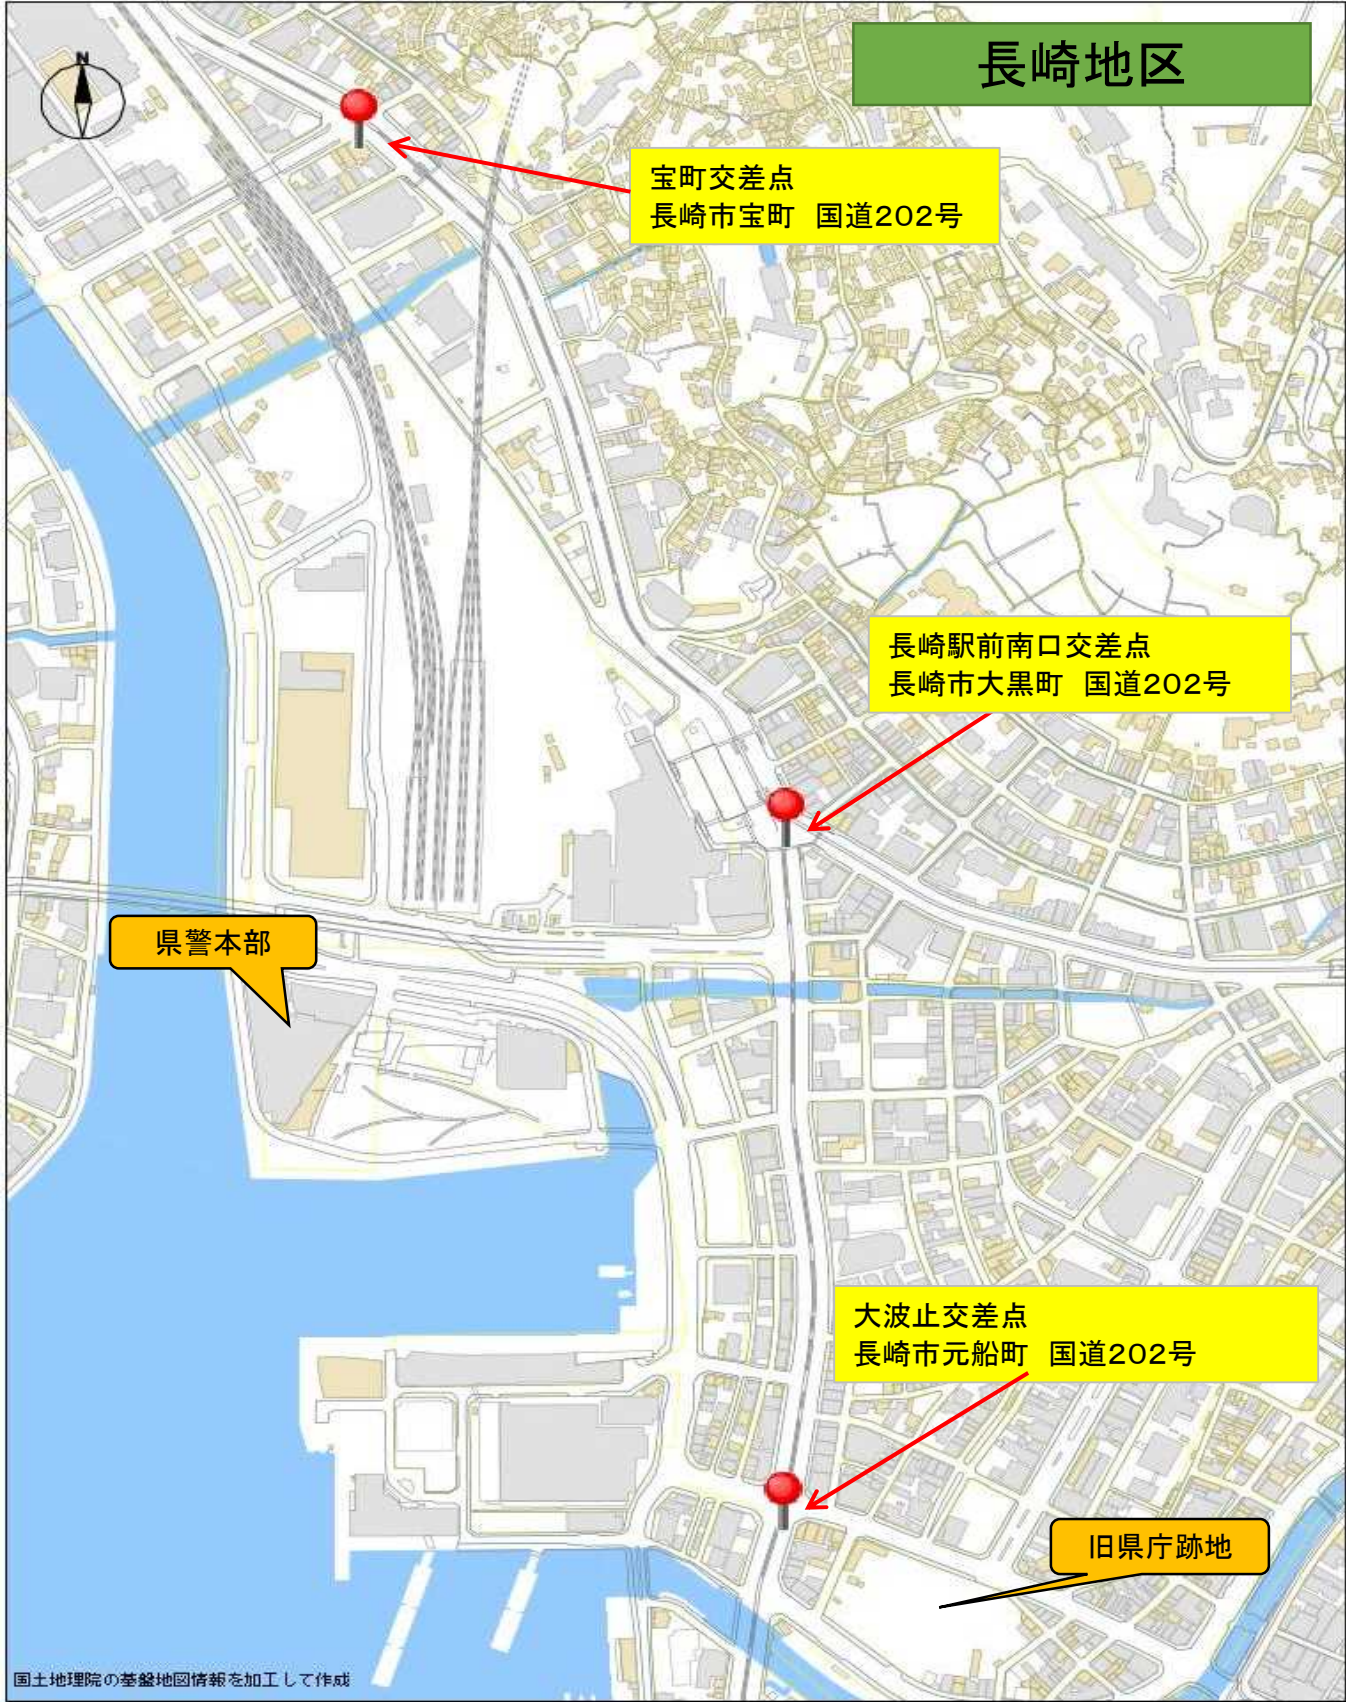 長崎地区
N
宝町交差点
長崎市宝町　国道202号
長崎駅前南口交差点
長崎市大黒町　国道202号
県警本部
大波止交差点
長崎市元船町　国道202号
旧県庁跡地
国土地理院の基盤地図情報を加工して作成